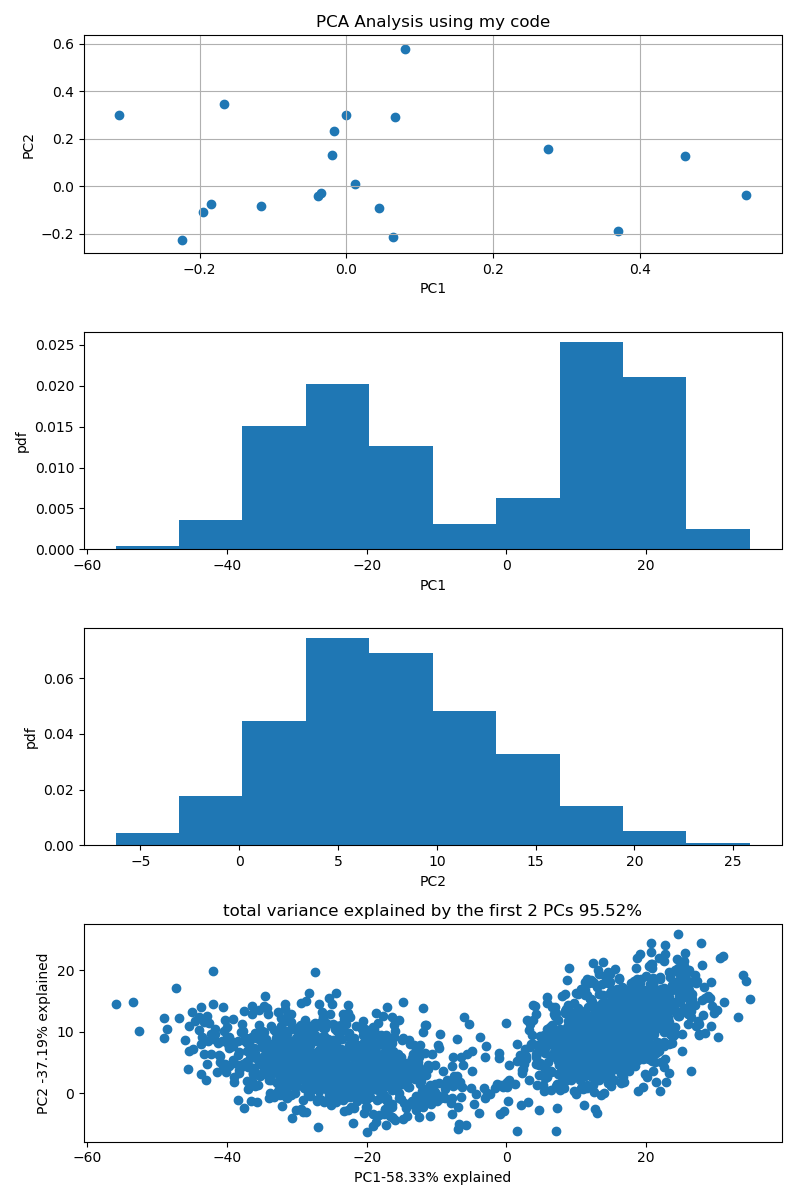 PCA Analysis using my code
0.6
0.4
0.2
0.0
−0.2
PC2
−0.2 0.0 0.2 0.4
PC1
0.025
0.020
0.015
0.010
0.005
0.000
pdf
−60 −40 −20 0 20
PC1
0.06
0.04
0.02
0.00
pdf
−5 0 5 10 15 20 25
PC2
total variance explained by the first 2 PCs 95.52%
20
10
0
PC2 -37.19% explained
−60 −40 −20 0 20
PC1-58.33% explained